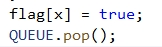 flag[x] = true;
QUEUE.pop();